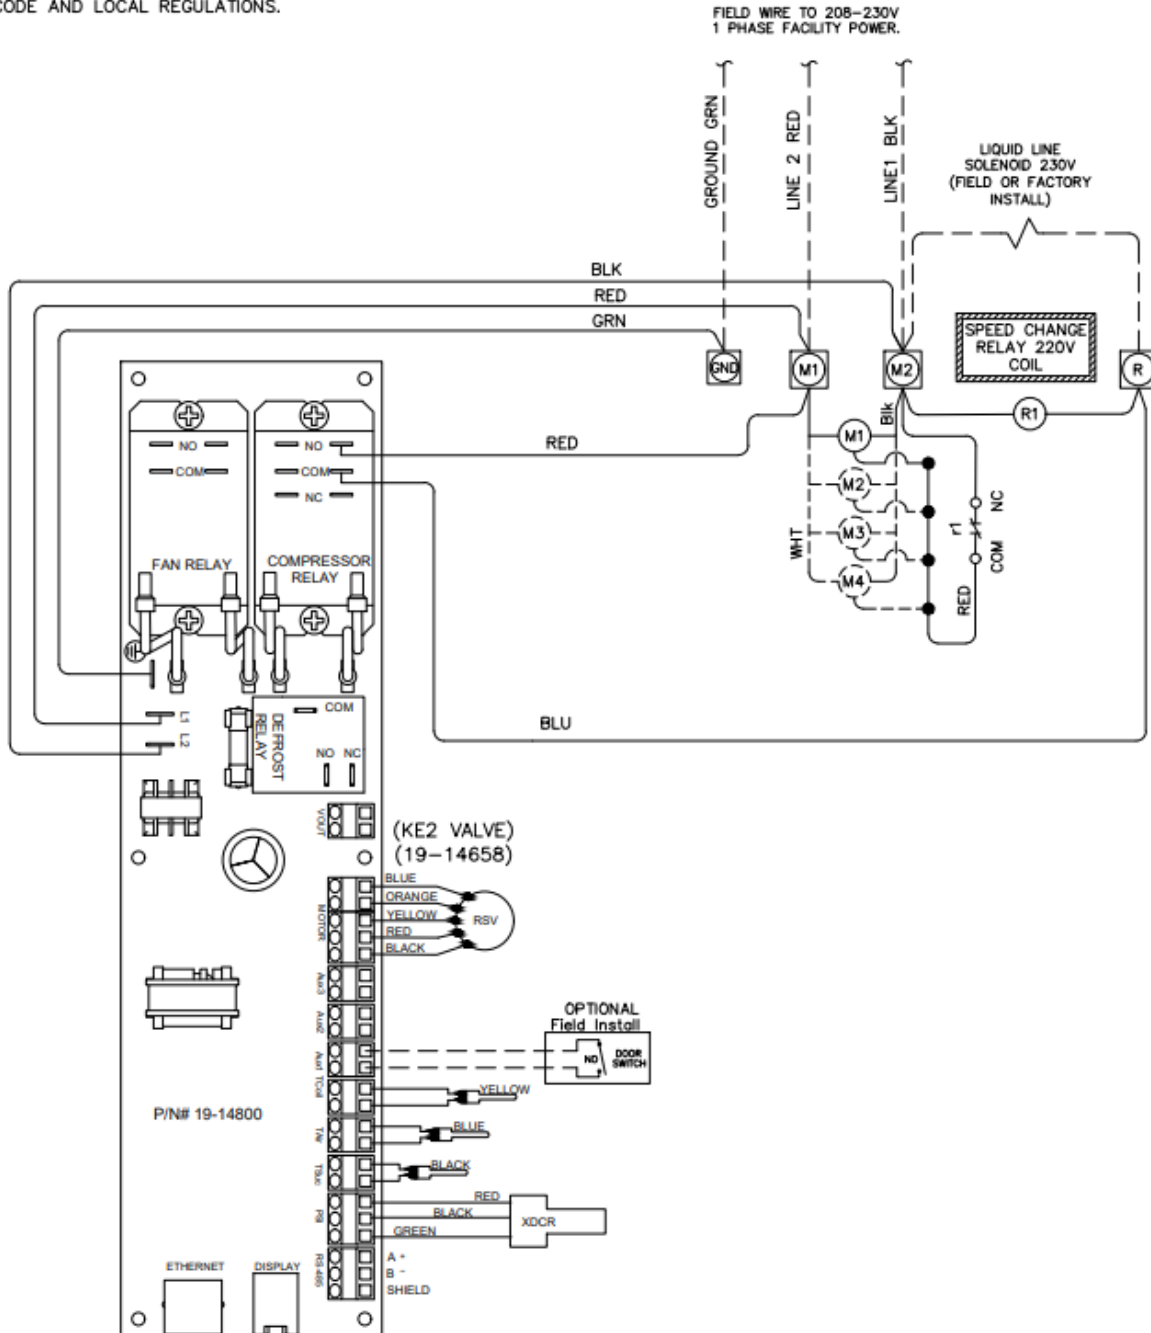 CODE AND LOCAL REGULATIONS.
FIELD WIRE TO 208-230V
1 PHASE FACILITY POWER.
GROUND GRN
LINE 2 RED
LINE1 BLK
LIQUID LINE
SOLENOID 230V
(FIELD OR FACTORY
INSTALL)
BLK
RED
GRN
SPEED CHANGE
RELAY 220V
COIL
GND
M1
M2
R
R1
Blk
RED
M1
M2
M3
M4
WHT
r1
NC
COM
RED
NO
COM
NO
COM
NC
FAN RELAY
COMPRESSOR
RELAY
L1
L2
COM
DEFROST
RELAY
NO NC
BLU
VOUT
(KE2 VALVE)
(19-14658)
MOTOR
BLUE
ORANGE
YELLOW
RED
BLACK
RSV
Aux3
Aux2
Aux1
OPTIONAL
Field Install
NO
DOOR
SWITCH
TCoil
YELLOW
P/N# 19-14800
TAir
BLUE
TSuc
BLACK
PSI
RED
BLACK
GREEN
XDCR
RS 485
A +
B -
SHIELD
ETHERNET
DISPLAY